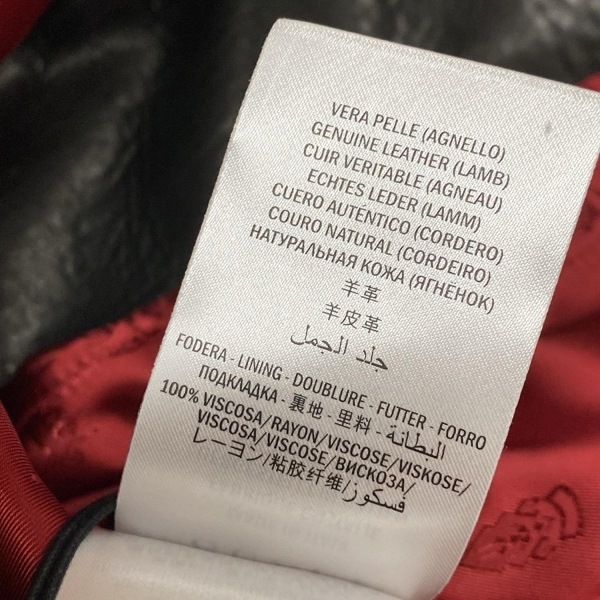 VERA PELLE (AGNELLO)
GENUINE LEATHER (LAMB)
CUIR VERITABLE (AGNEAU)
ECHTES LEDER (LAMM)
CUERO AUTÉNTICO (CORDERO)
COURO NATURAL (CORDEIRO)
НАТУРАЛЬНАЯ КОЖА (ЯГНЕНОК)
羊革
羊皮革
جلد الجمل
FODERA - LINING - DOUBLURE - FUTTER - FORRO
ПОДКЛАДКА - 裏地 - 里料 - البطانة
100% VISCOSA/RAYON/VISCOSE/VISKOSE/
VISCOSA/VISCOSE/ВИСКОЗА/
レーヨン/粘胶纤维/فسكوز